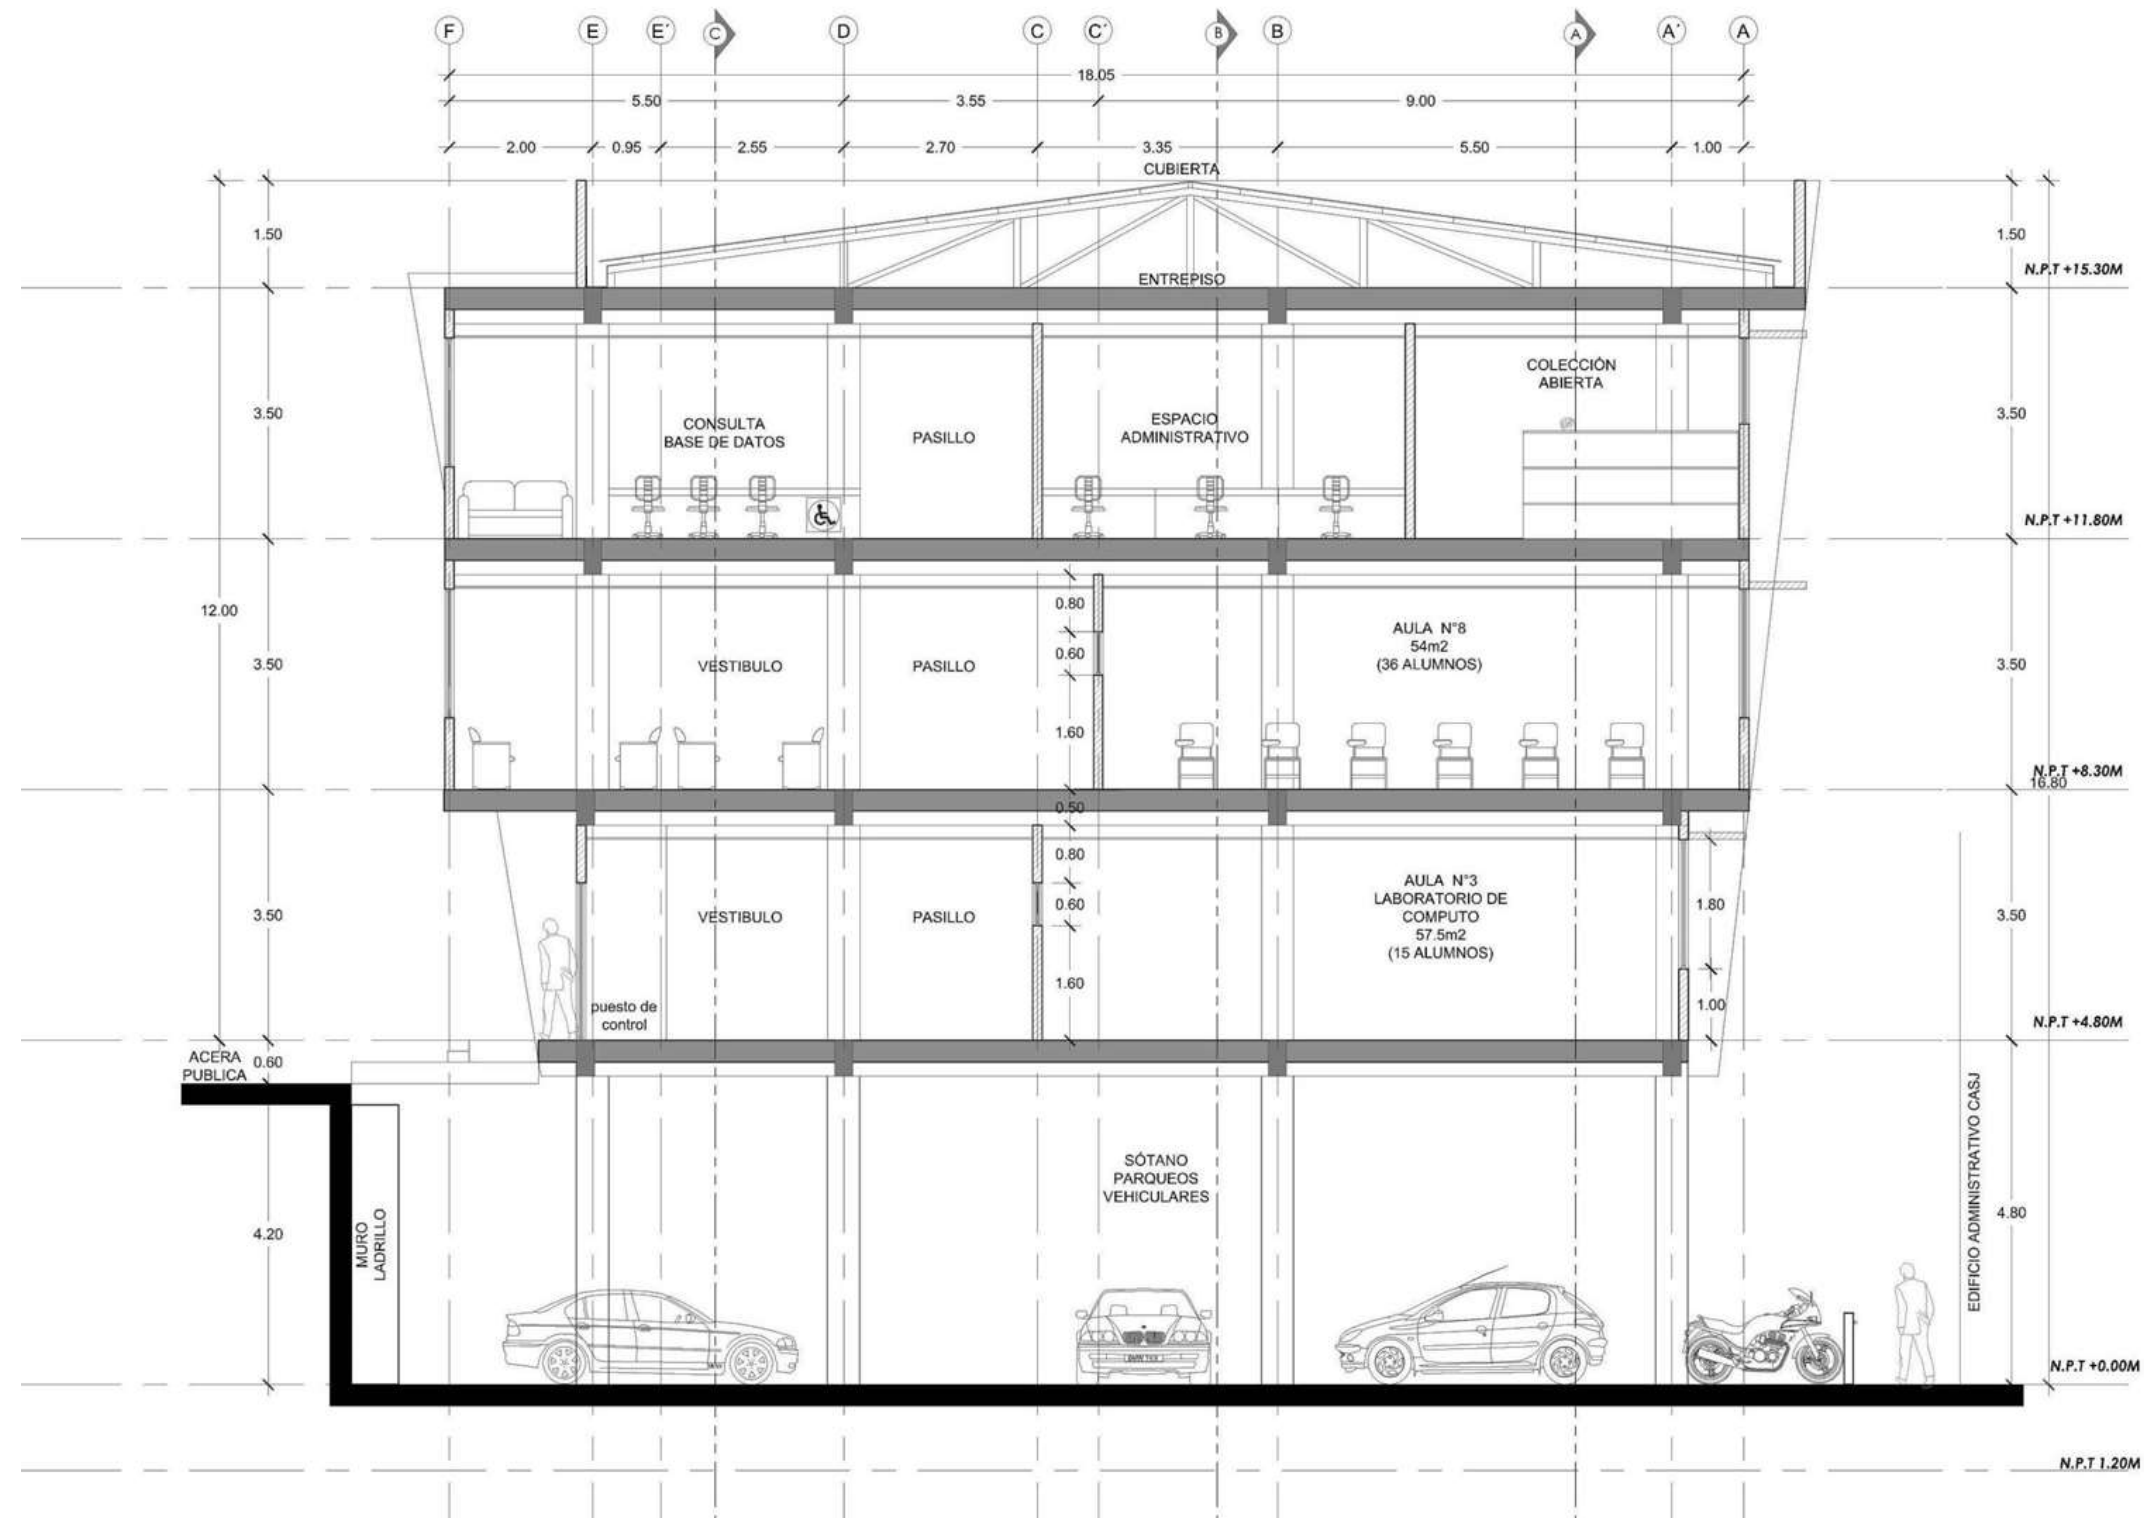 F E E´ C D C C´ B B A A´ A
18.05
5.50 3.55 9.00
2.00 0.95 2.55 2.70 3.35 5.50 1.00
CUBIERTA
1.50 1.50
N.P.T +15.30M
ENTREPISO
COLECCIÓN
ABIERTA
3.50 3.50
CONSULTA
BASE DE DATOS
PASILLO
ESPACIO
ADMINISTRATIVO
N.P.T +11.80M
12.00
0.80
3.50 3.50
VESTIBULO
PASILLO
0.60
AULA N°8
54m2
(36 ALUMNOS)
1.60
N.P.T +8.30M
16.80
0.50
0.80
3.50 3.50
VESTIBULO
PASILLO
0.60
AULA N°3
LABORATORIO DE
COMPUTO
57.5m2
(15 ALUMNOS)
1.80
1.60
1.00
puesto de
control
N.P.T +4.80M
ACERA
PUBLICA
0.60
SÓTANO
PARQUEOS
VEHICULARES
4.20
4.80
MURO
LADRILLO
EDIFICIO ADMINISTRATIVO CASJ
N.P.T +0.00M
N.P.T 1.20M